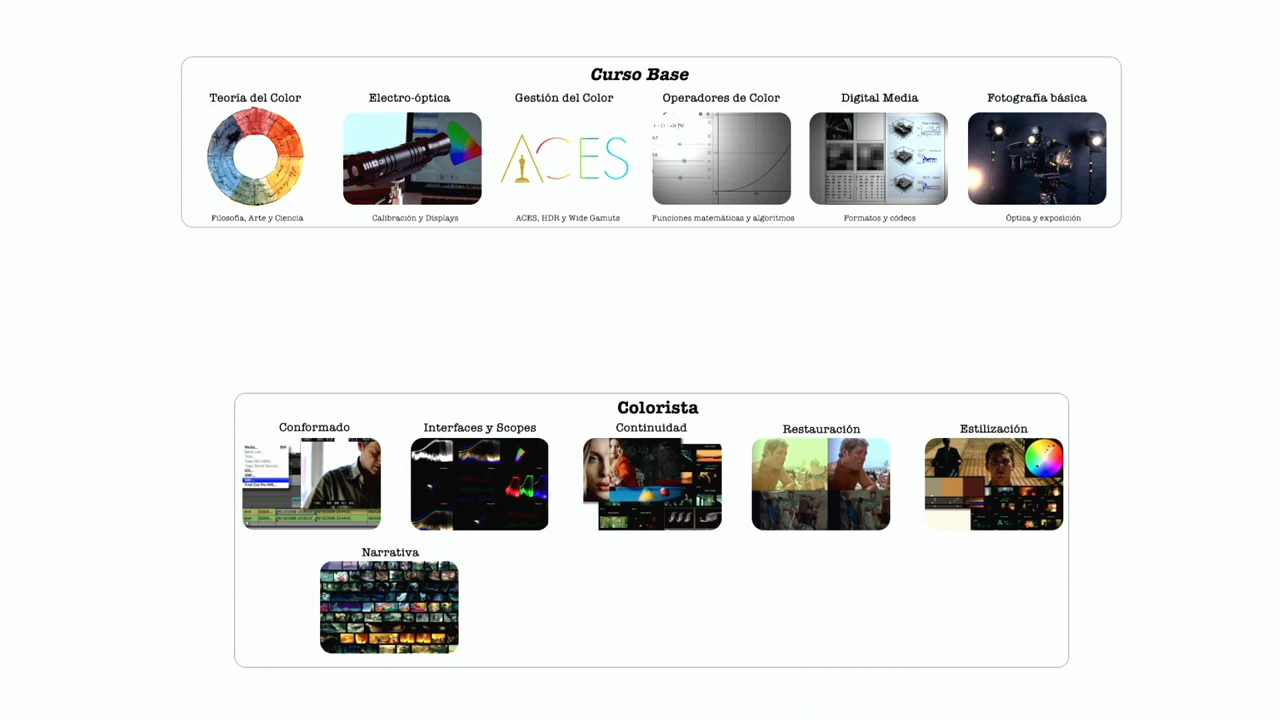 Curso Base
Teoría del Color
Electro-óptica
Gestión del Color
Operadores de Color
Digital Media
Fotografía básica
ACES
Filosofía, Arte y Ciencia
Calibración y Displays
ACES, HDR y Wide Gamuts
Funciones matemáticas y algoritmos
Formatos y códecs
Óptica y exposición
Colorista
Conformado
Interfaces y Scopes
Continuidad
Restauración
Estilización
Narrativa